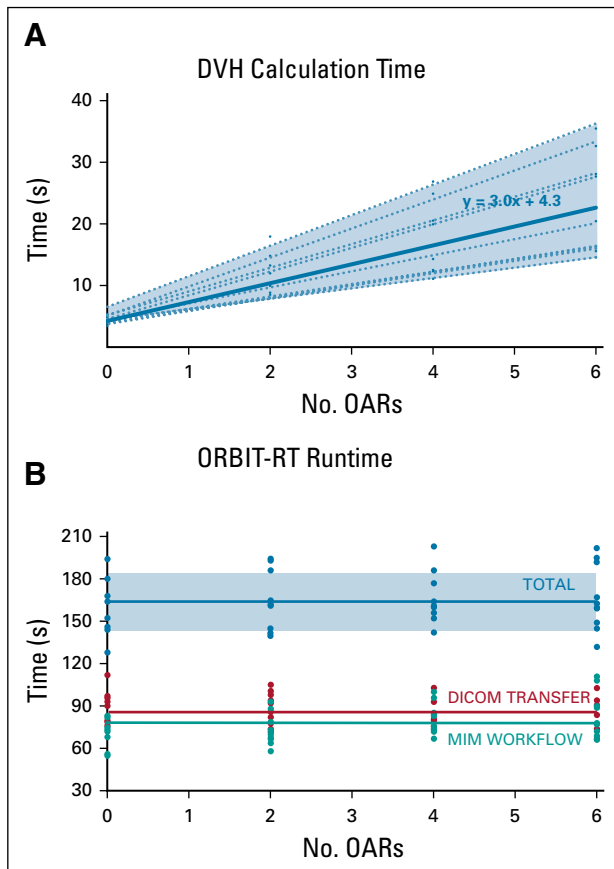 A
DVH Calculation Time
40
30
20
10
Time (s)
y = 3.0x + 4.3
0 1 2 3 4 5 6
No. OARs
ORBIT-RT Runtime
B
210
180
150
120
90
60
30
Time (s)
TOTAL
DICOM TRANSFER
MIM WORKFLOW
0 1 2 3 4 5 6
No. OARs